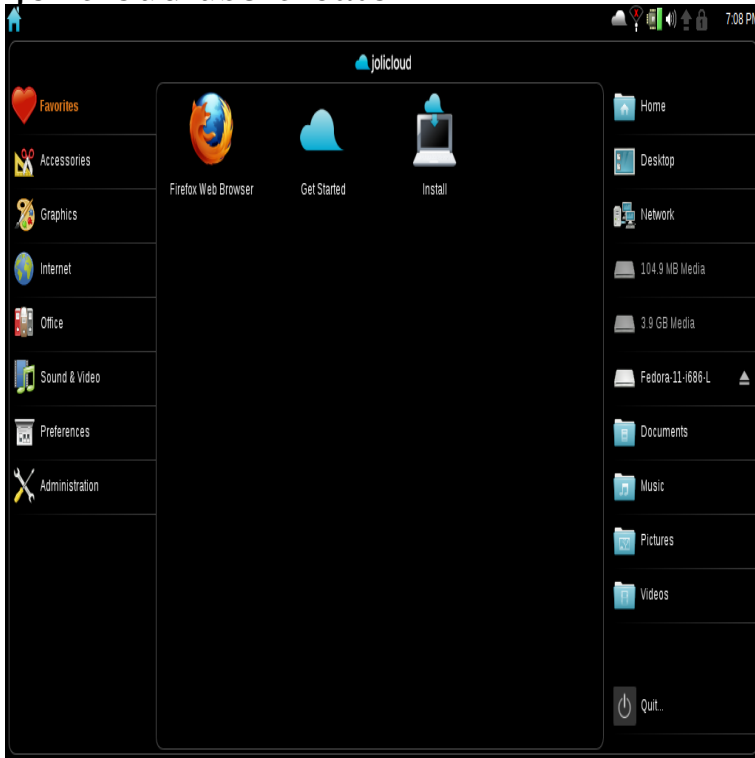 7:08 PM
jolicloud
Favorites
Accessories
Graphics
Internet
Office
Sound & Video
Preferences
Administration
Firefox Web Browser
Get Started
Install
Home
Desktop
Network
104.9 MB Media
3.9 GB Media
Fedora-11-i686-L
Documents
Music
Pictures
Videos
Quit...